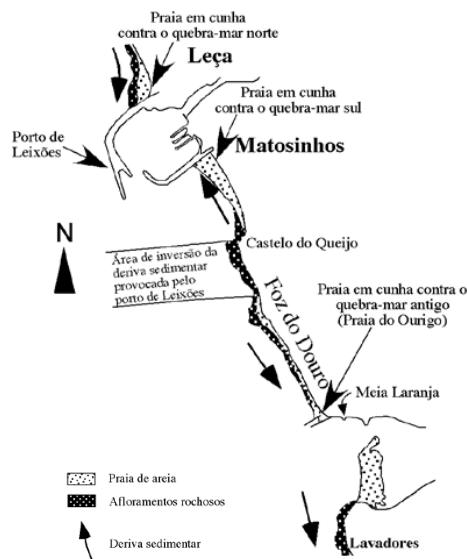 Praia em cunha
contra o quebra-mar norte
Leça
Praia em cunha
contra o quebra-mar sul
Matosinhos
Porto de
Leixões
N
Castelo do Queijo
Área de inversão da
deriva sedimentar
provocada pelo
porto de Leixões
Foz do Douro
Praia em cunha contra o
quebra-mar antigo
(Praia do Ourigo)
Meia Laranja
Praia de areia
Afloramentos rochosos
Deriva sedimentar
Lavadores